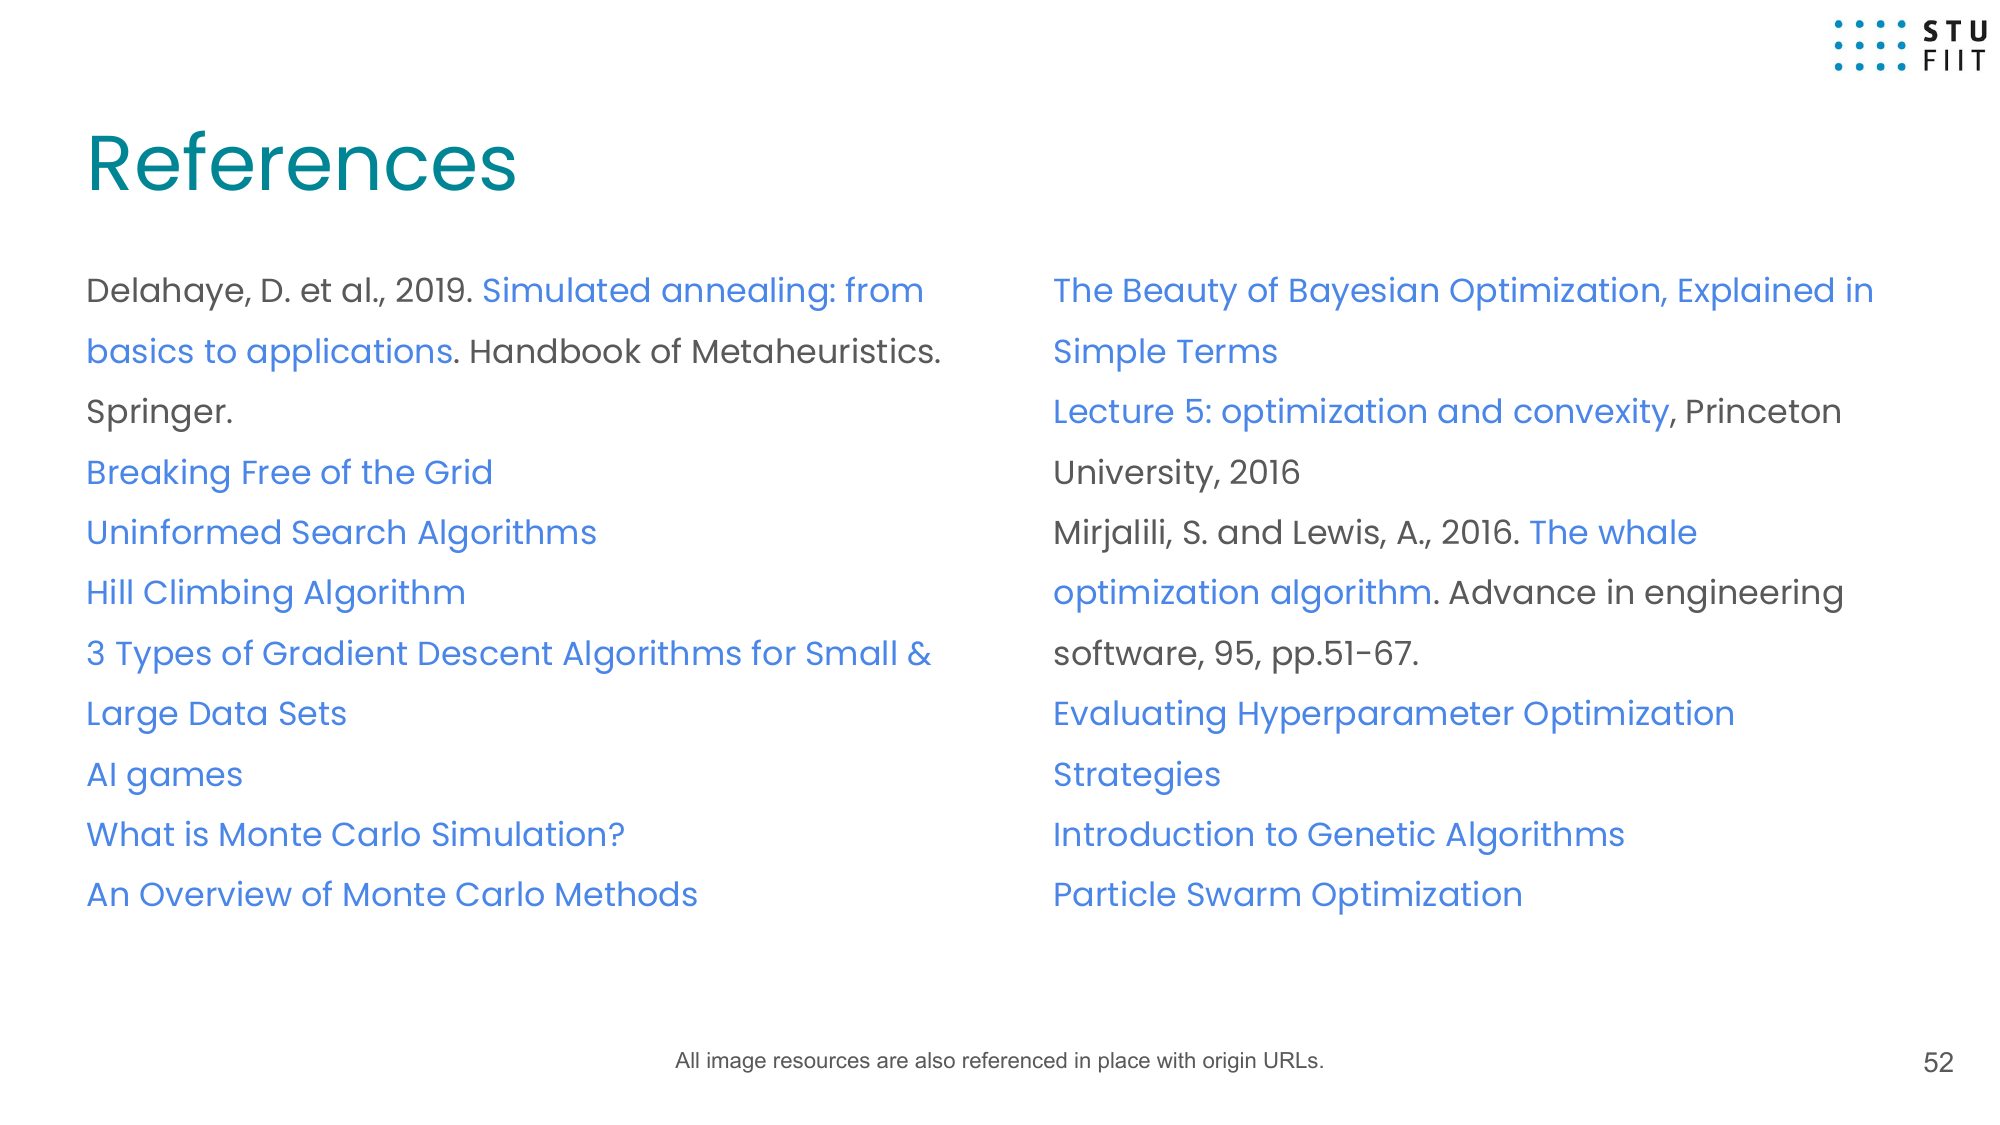 STU
FIIT
References
Delahaye, D. et al., 2019. Simulated annealing: from
basics to applications. Handbook of Metaheuristics.
Springer.
Breaking Free of the Grid
Uninformed Search Algorithms
Hill Climbing Algorithm
3 Types of Gradient Descent Algorithms for Small &
Large Data Sets
AI games
What is Monte Carlo Simulation?
An Overview of Monte Carlo Methods
The Beauty of Bayesian Optimization, Explained in
Simple Terms
Lecture 5: optimization and convexity, Princeton
University, 2016
Mirjalili, S. and Lewis, A., 2016. The whale
optimization algorithm. Advance in engineering
software, 95, pp.51-67.
Evaluating Hyperparameter Optimization
Strategies
Introduction to Genetic Algorithms
Particle Swarm Optimization
All image resources are also referenced in place with origin URLs.
52